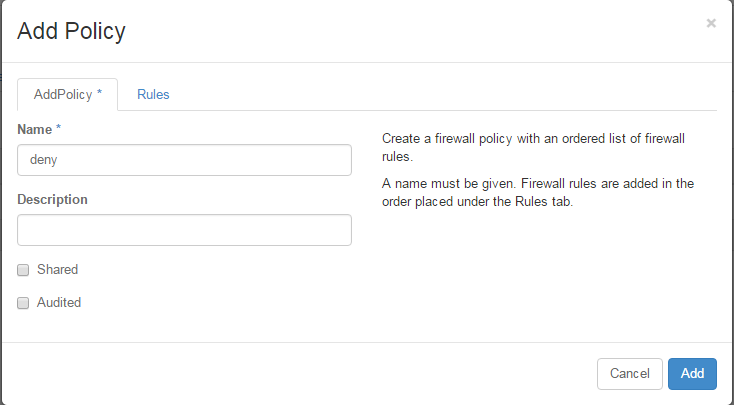 Add Policy
×
AddPolicy *
Rules
Name *
deny
Description
Shared
Audited
Create a firewall policy with an ordered list of firewall
rules.
A name must be given. Firewall rules are added in the
order placed under the Rules tab.
Cancel
Add